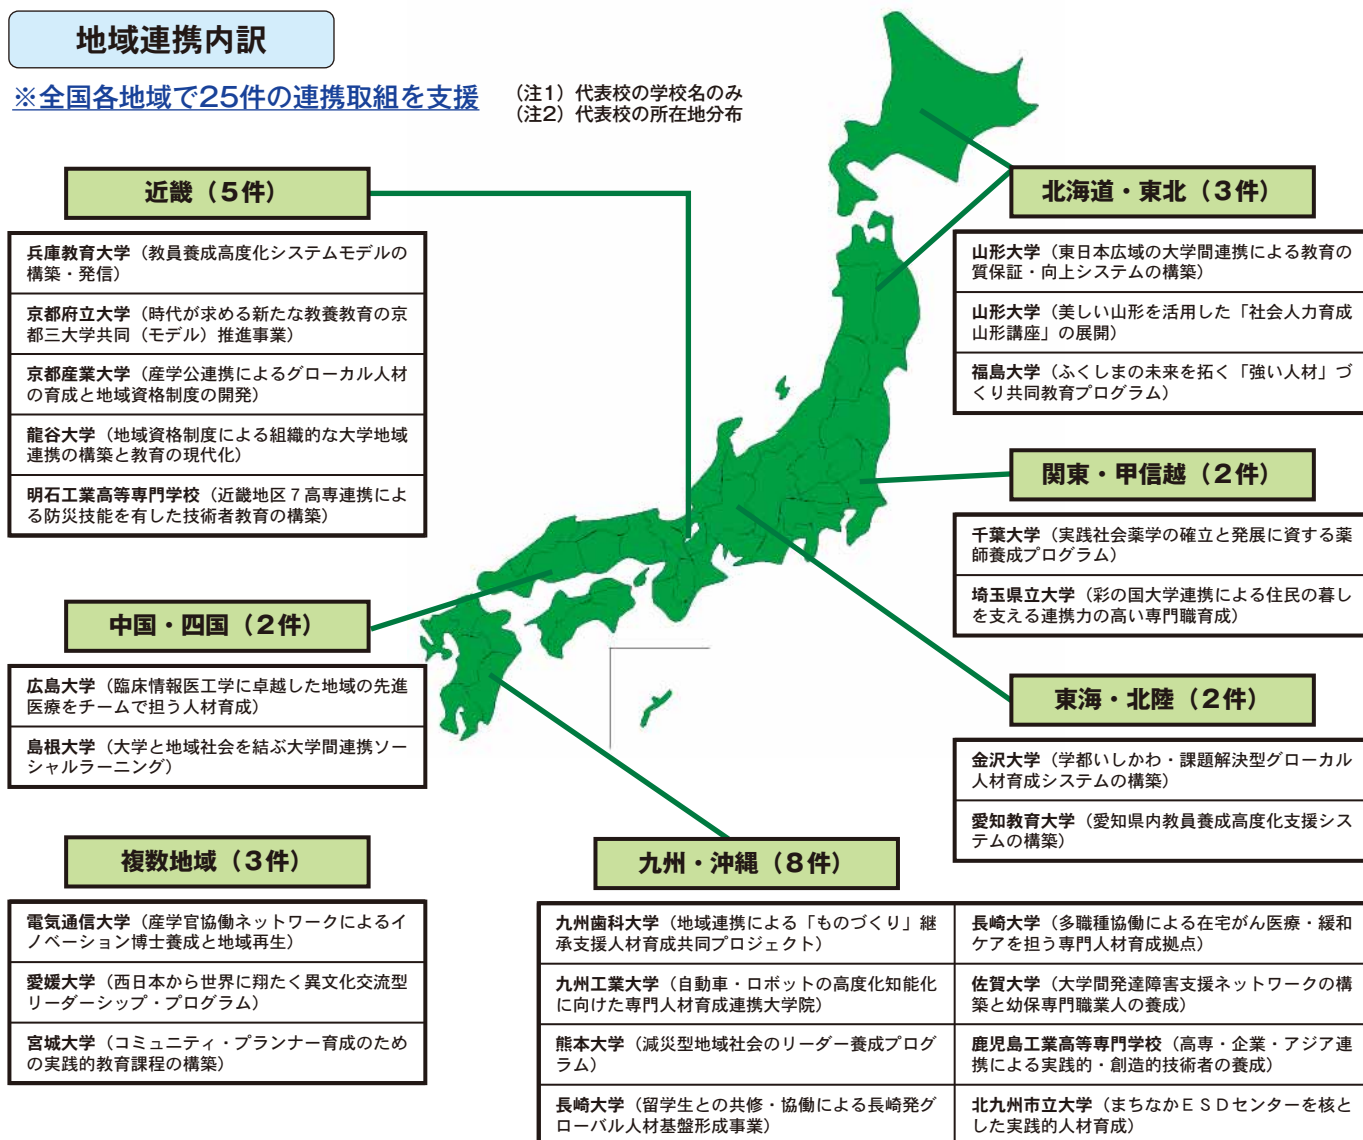 地域連携内訳
※全国各地域で25件の連携取組を支援
（注1）代表校の学校名のみ
（注2）代表校の所在地分布
近畿（5件）
兵庫教育大学（教員養成高度化システムモデルの
構築・発信）
京都府立大学（時代が求める新たな教養教育の京
都三大学共同（モデル）推進事業）
京都産業大学（産学公連携によるグローカル人材
の育成と地域資格制度の開発）
龍谷大学（地域資格制度による組織的な大学地域
連携の構築と教育の現代化）
明石工業高等専門学校（近畿地区７高専連携によ
る防災技能を有した技術者教育の構築）
中国・四国（2件）
広島大学（臨床情報医工学に卓越した地域の先進
医療をチームで担う人材育成）
島根大学（大学と地域社会を結ぶ大学間連携ソー
シャルラーニング）
複数地域（3件）
電気通信大学（産学官協働ネットワークによるイ
ノベーション博士養成と地域再生）
愛媛大学（西日本から世界に翔たく異文化交流型
リーダーシップ・プログラム）
宮城大学（コミュニティ・プランナー育成のため
の実践的教育課程の構築）
北海道・東北（3件）
山形大学（東日本広域の大学間連携による教育の
質保証・向上システムの構築）
山形大学（美しい山形を活用した「社会人力育成
山形講座」の展開）
福島大学（ふくしまの未来を拓く「強い人材」づ
くり共同教育プログラム）
関東・甲信越（2件）
千葉大学（実践社会薬学の確立と発展に資する薬
師養成プログラム）
埼玉県立大学（彩の国大学連携による住民の暮し
を支える連携力の高い専門職育成）
東海・北陸（2件）
金沢大学（学都いしかわ・課題解決型グローカル
人材育成システムの構築）
愛知教育大学（愛知県内教員養成高度化支援シス
テムの構築）
九州・沖縄（8件）
九州歯科大学（地域連携による「ものづくり」継
承支援人材育成共同プロジェクト）
九州工業大学（自動車・ロボットの高度化知能化
に向けた専門人材育成連携大学院）
熊本大学（減災型地域社会のリーダー養成プログ
ラム）
長崎大学（留学生との共修・協働による長崎発グ
ローバル人材基盤形成事業）
長崎大学（多職種協働による在宅がん医療・緩和
ケアを担う専門人材育成拠点）
佐賀大学（大学間発達障害支援ネットワークの構
築と幼保専門職業人の養成）
鹿児島工業高等専門学校（高専・企業・アジア連
携による実践的・創造的技術者の養成）
北九州市立大学（まちなかＥＳＤセンターを核と
した実践的人材育成）